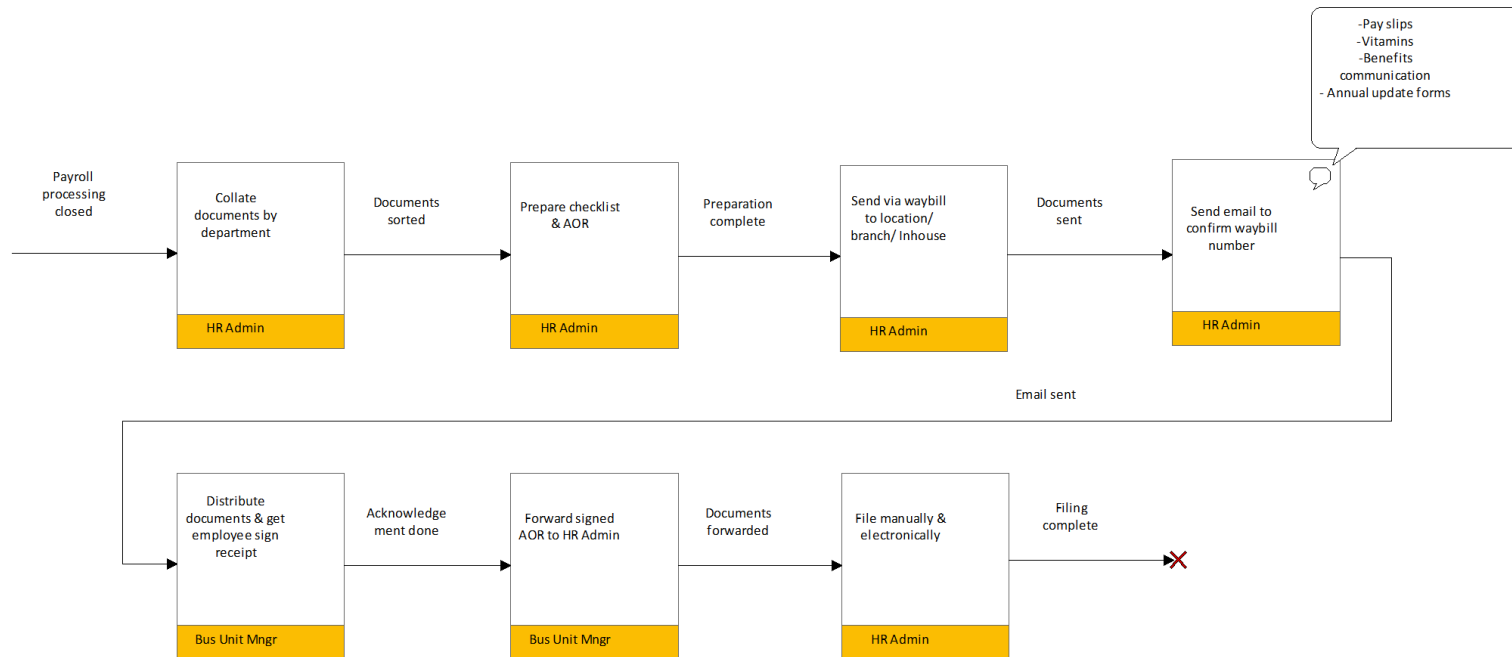 -Pay slips
-Vitamins
-Benefits
communication
- Annual update forms
Payroll
processing
closed
Collate
documents by
department
HR Admin
Documents
sorted
Prepare checklist
& AOR
HR Admin
Preparation
complete
Send via waybill
to location/
branch/ Inhouse
HR Admin
Documents
sent
Send email to
confirm waybill
number
HR Admin
Email sent
Distribute
documents & get
employee sign
receipt
Bus Unit Mngr
Acknowledge
ment done
Forward signed
AOR to HR Admin
Bus Unit Mngr
Documents
forwarded
File manually &
electronically
HR Admin
Filing
complete